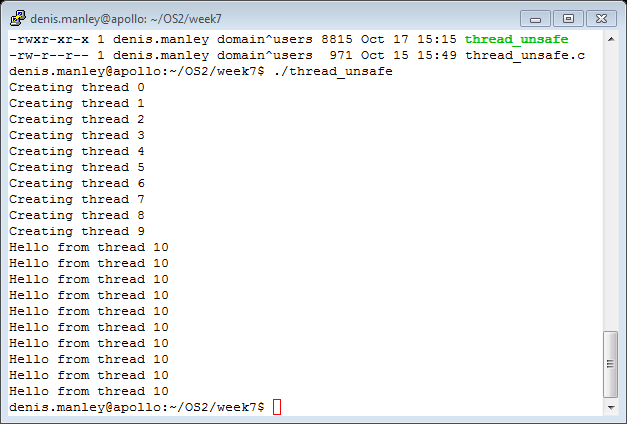 denis.manley@apollo: ~/OS2/week7
-rwxr-xr-x 1 denis.manley domain^users 8815 Oct 17 15:15 thread_unsafe
-rw-r--r-- 1 denis.manley domain^users  971 Oct 15 15:49 thread_unsafe.c
denis.manley@apollo:~/OS2/week7$ ./thread_unsafe
Creating thread 0
Creating thread 1
Creating thread 2
Creating thread 3
Creating thread 4
Creating thread 5
Creating thread 6
Creating thread 7
Creating thread 8
Creating thread 9
Hello from thread 10
Hello from thread 10
Hello from thread 10
Hello from thread 10
Hello from thread 10
Hello from thread 10
Hello from thread 10
Hello from thread 10
Hello from thread 10
Hello from thread 10
denis.manley@apollo:~/OS2/week7$